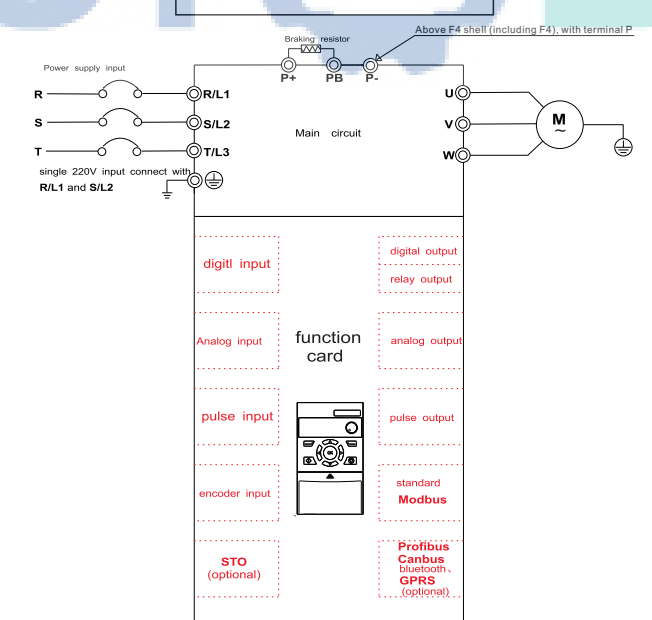 Above F4 shell (including F4), with terminal P
Braking resistor
P+ PB P-
Power supply input
R R/L1
S S/L2
T T/L3
single 220V input connect with
R/L1 and S/L2
Main circuit
U
V
W
M
~
digitl input
digital output
relay output
Analog input
function
card
analog output
pulse input
pulse output
encoder input
standard
Modbus
STO
(optional)
Profibus
Canbus
bluetooth、
GPRS
(optional)